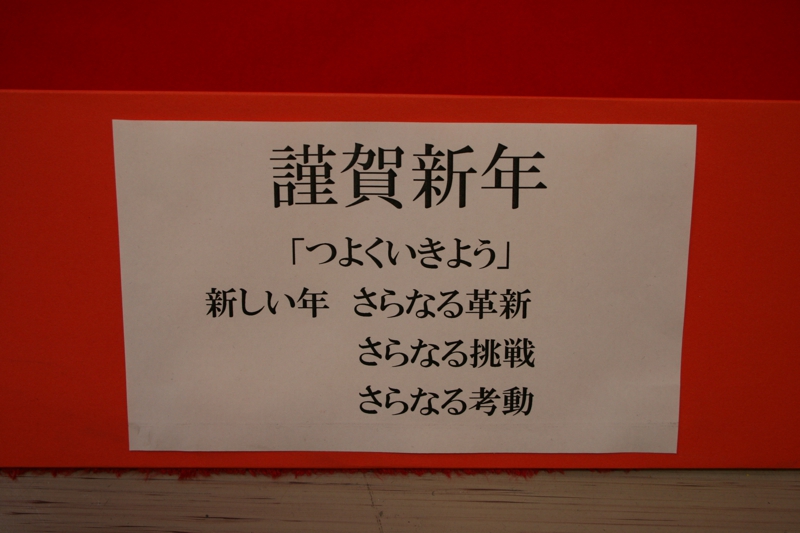 謹賀新年
「つよくいきよう」
新しい年 さらなる革新
さらなる挑戦
さらなる考動